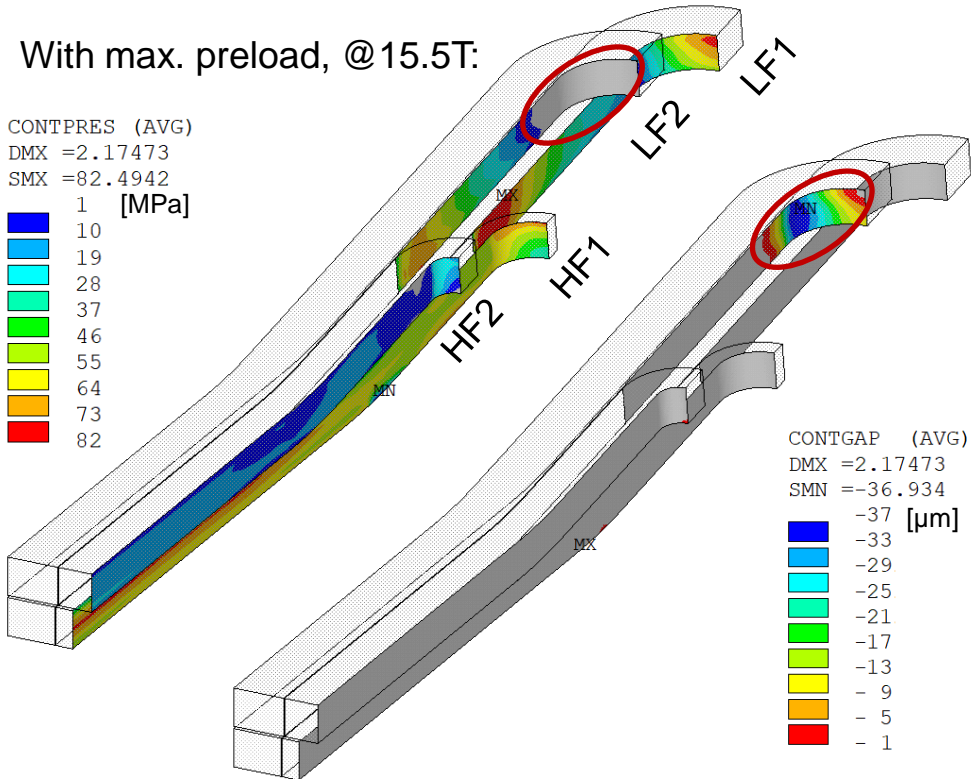 With max. preload, @15.5T:
CONTPRES (AVG)
DMX =2.17473
SMX =82.4942
1 [MPa]
10
19
28
37
46
55
64
73
82
LF1
LF2
MX
HF1
HF2
MN
MN
MX
CONTGAP (AVG)
DMX =2.17473
SMN =-36.934
-37 [µm]
-33
-29
-25
-21
-17
-13
- 9
- 5
- 1